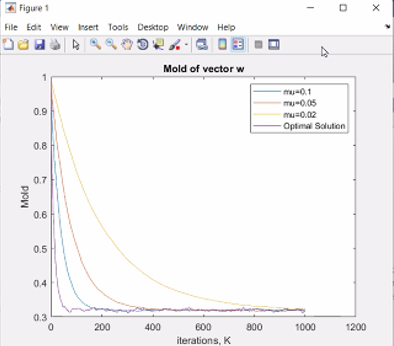 Figure 1
File Edit View Insert Tools Desktop Window Help
Mold of vector w
mu=0.1
mu=0.05
mu=0.02
Optimal Solution
1
0.9
0.8
0.7
0.6
0.5
0.4
0.3
Mold
0 200 400 600 800 1000 1200
iterations, K